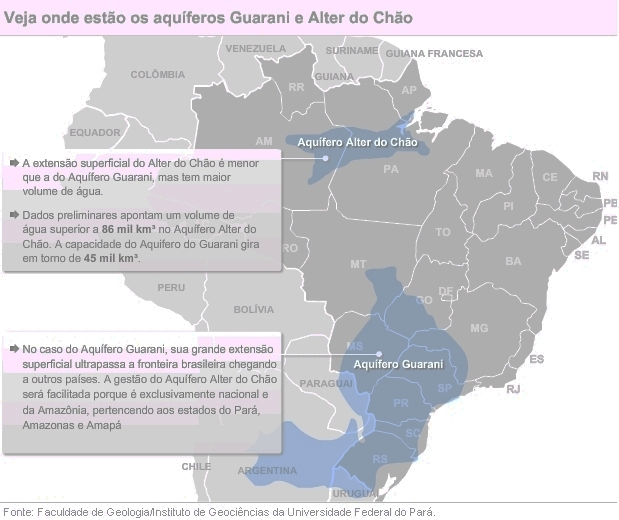 Veja onde estão os aquíferos Guarani e Alter do Chão
VENEZUELA
SURINAME
GUIANA FRANCESA
COLÔMBIA
GUIANA
RR
AP
EQUADOR
AM
Aquífero Alter do Chão
➡ A extensão superficial do Alter do Chão é menor
que a do Aquífero Guarani, mas tem maior
volume de água.
➡ Dados preliminares apontam um volume de
água superior a 86 mil km³ no Aquífero Alter do
Chão. A capacidade do Aquifero do Guarani gira
em torno de 45 mil km³.
PA
MA
CE
RN
PB
PI
PE
AL
SE
TO
BA
RO
MT
PERU
BOLÍVIA
GO
DF
MG
ES
MS
Aquífero Guarani
➡ No caso do Aquífero Guarani, sua grande extensão
superficial ultrapassa a fronteira brasileira chegando
a outros países. A gestão do Aquífero Alter do Chão
será facilitada porque é exclusivamente nacional e
da Amazônia, pertencendo aos estados do Pará,
Amazonas e Amapá
PARAGUAI
SP
RJ
PR
SC
RS
CHILE
ARGENTINA
URUGUAI
Fonte: Faculdade de Geologia/Instituto de Geociências da Universidade Federal do Pará.